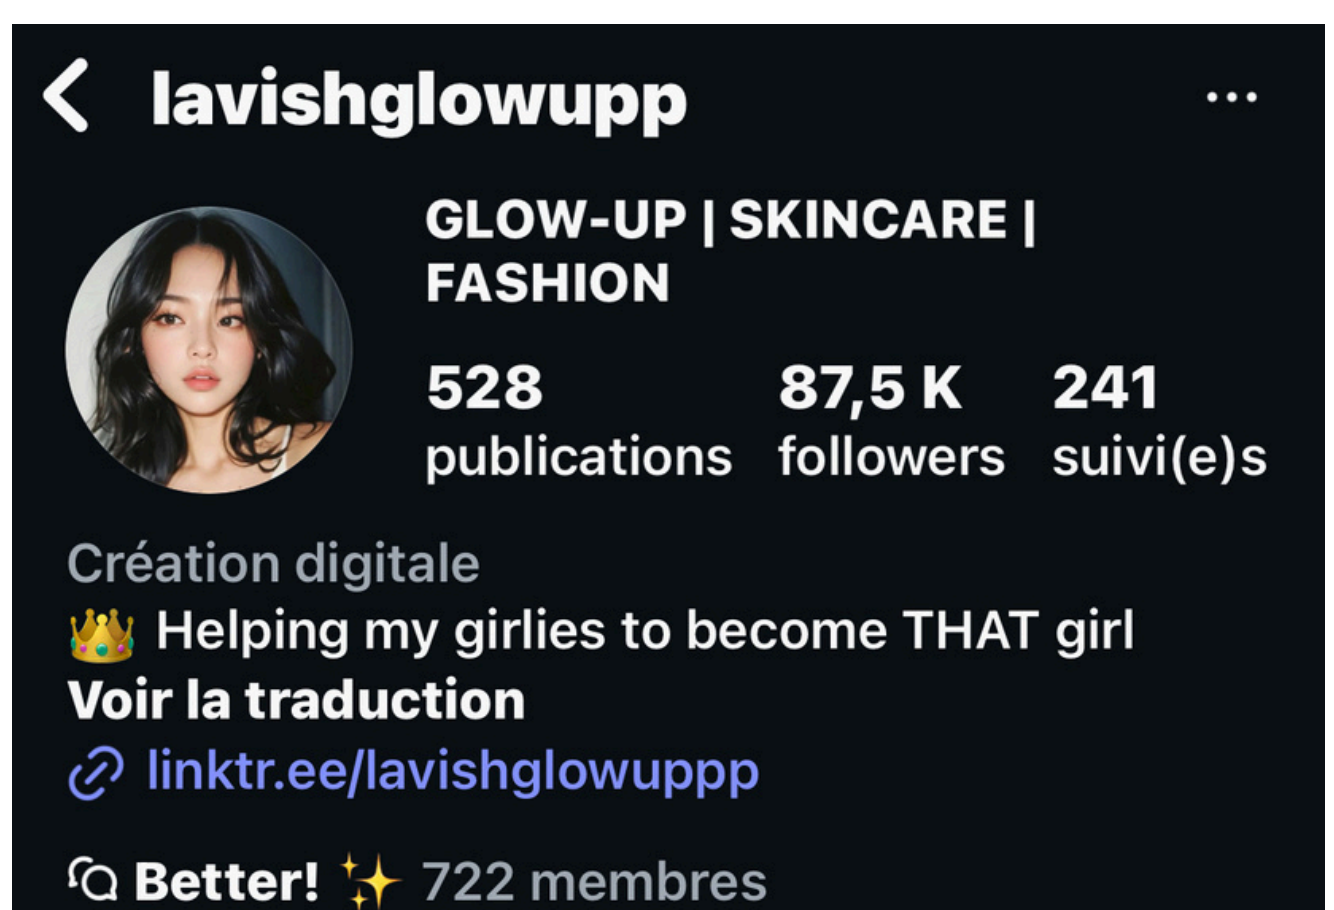 lavishglowupp
GLOW-UP | SKINCARE |
FASHION
528 87,5 K 241
publications followers suivi(e)s
Création digitale
👑 Helping my girlies to become THAT girl
Voir la traduction
linktr.ee/lavishglowuppp
Better! ✨ 722 membres